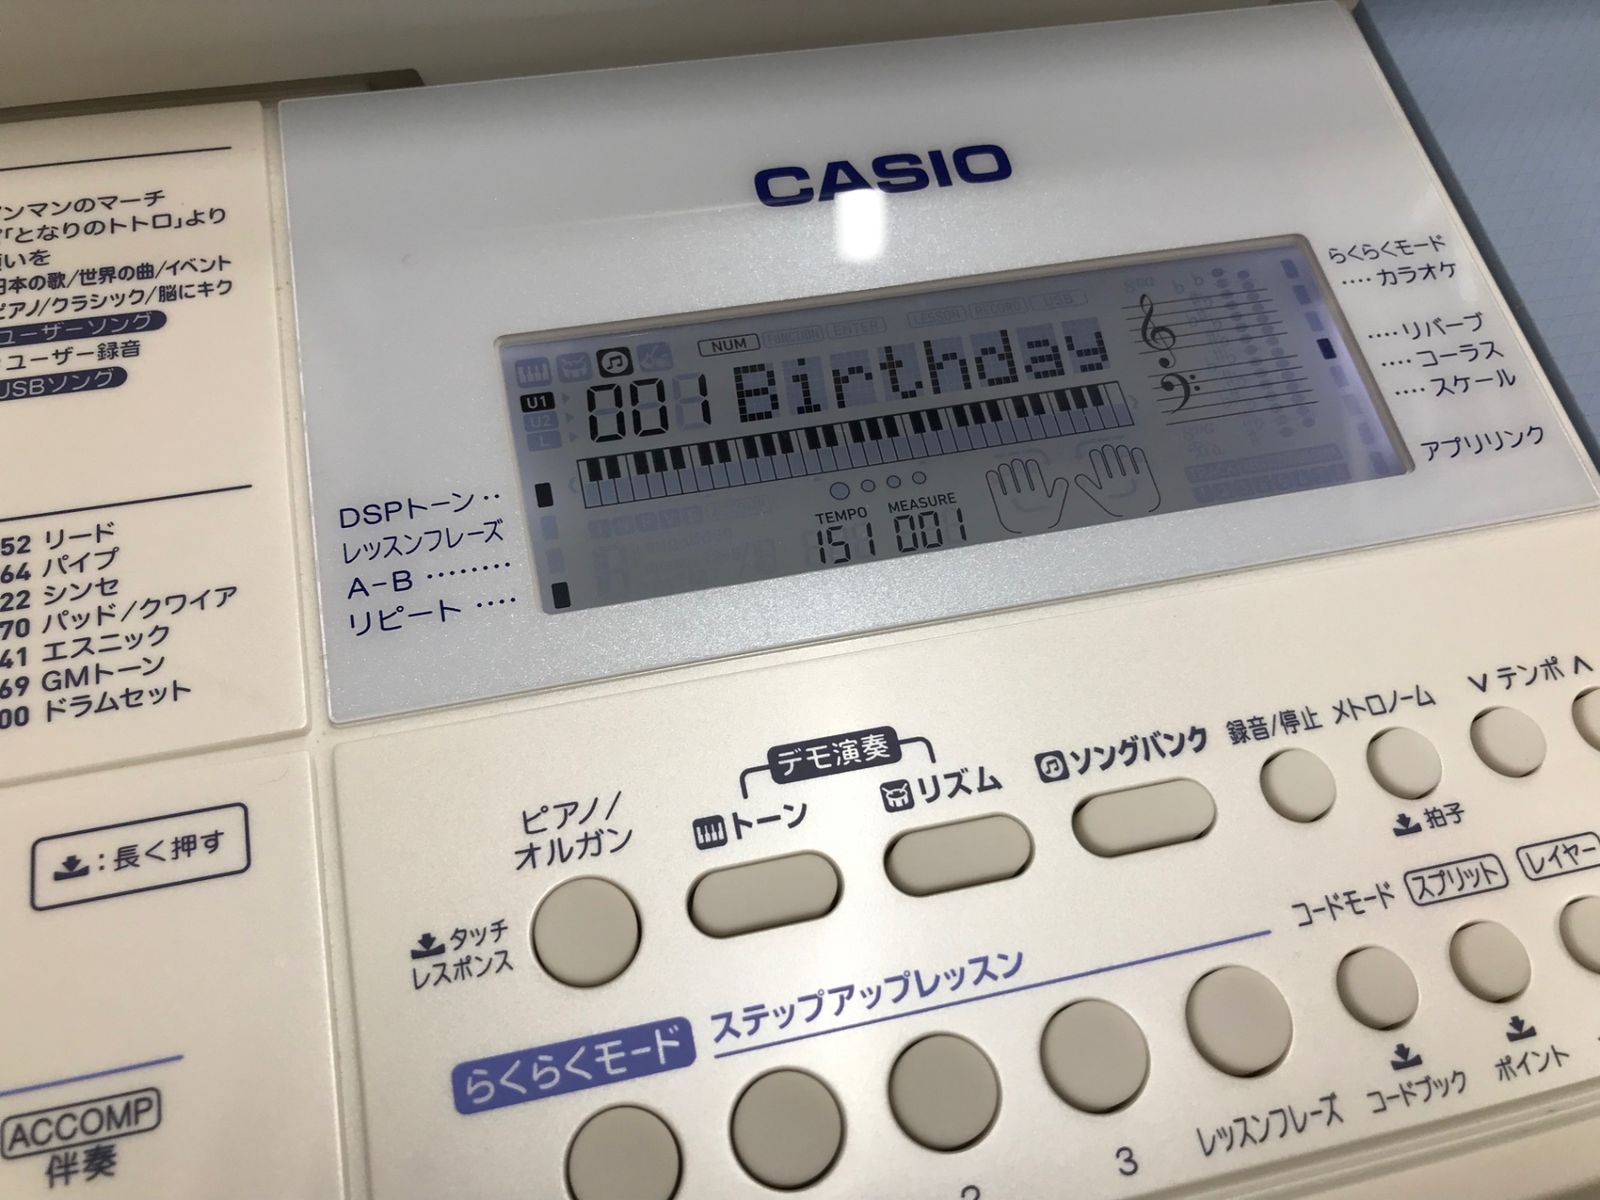 ンマンのマーチ
「となりのトトロ」より
いを
日本の歌/世界の曲/イベント
ピアノ/クラシック/脳にキク
ユーザーソング
ユーザー録音
USBソング
52 リード
64 パイプ
22 シンセ
70 パッド/クワイア
41 エスニック
69 GMトーン
00 ドラムセット
:長く押す
ACCOMP
伴奏
CASIO
NUM FUNCTION ENTER LESSON RECORD USB
U1
U2
L
001 Birthday
TEMPO MEASURE
151 001
DSPトーン
レッスンフレーズ
A-B
リピート
らくらくモード
カラオケ
リバーブ
コーラス
スケール
アプリリンク
デモ演奏
ピアノ/
オルガン
トーン
リズム
ソングバンク
録音/停止
メトロノーム
∨ テンポ ∧
拍子
タッチ
レスポンス
コードモード
スプリット
レイヤー
らくらくモード
ステップアップレッスン
2
3
レッスンフレーズ
コードブック
ポイント